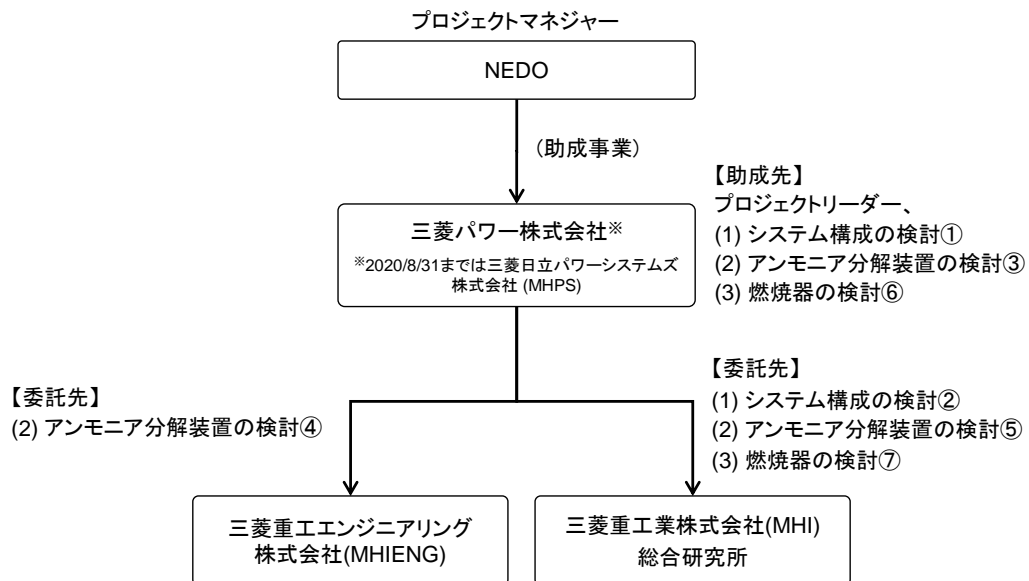 プロジェクトマネジャー
NEDO
(助成事業)
【助成先】
プロジェクトリーダー、
(1) システム構成の検討①
(2) アンモニア分解装置の検討③
(3) 燃焼器の検討⑥
三菱パワー株式会社※
※2020/8/31までは三菱日立パワーシステムズ
株式会社 (MHPS)
【委託先】
(2) アンモニア分解装置の検討④
【委託先】
(1) システム構成の検討②
(2) アンモニア分解装置の検討⑤
(3) 燃焼器の検討⑦
三菱重工エンジニアリング
株式会社(MHIENG)
三菱重工業株式会社(MHI)
総合研究所